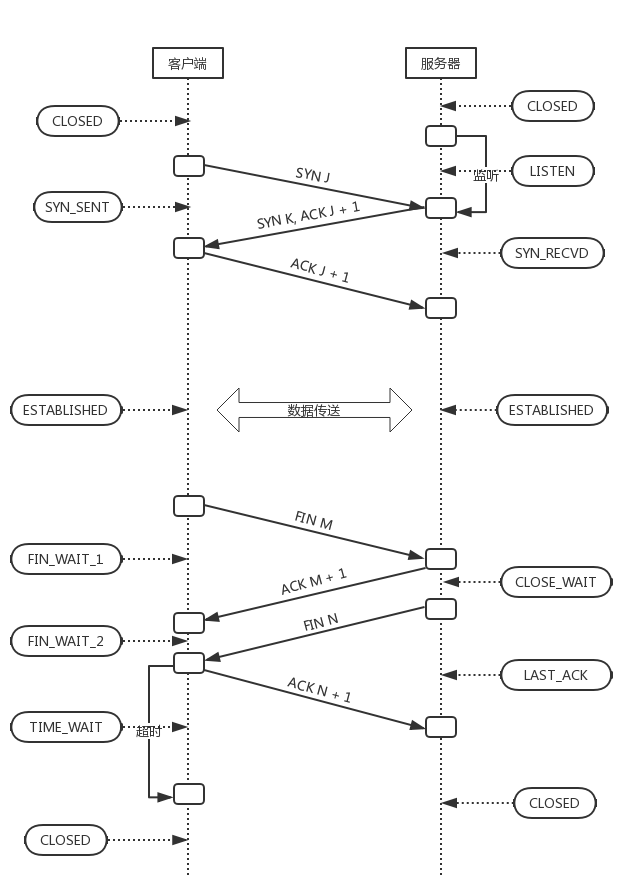 客户端
服务器
CLOSED
CLOSED
SYN J
监听
LISTEN
SYN_SENT
SYN K, ACK J + 1
SYN_RECVD
ACK J + 1
ESTABLISHED
数据传送
ESTABLISHED
FIN M
FIN_WAIT_1
ACK M + 1
CLOSE_WAIT
FIN N
FIN_WAIT_2
LAST_ACK
ACK N + 1
TIME_WAIT
超时
CLOSED
CLOSED